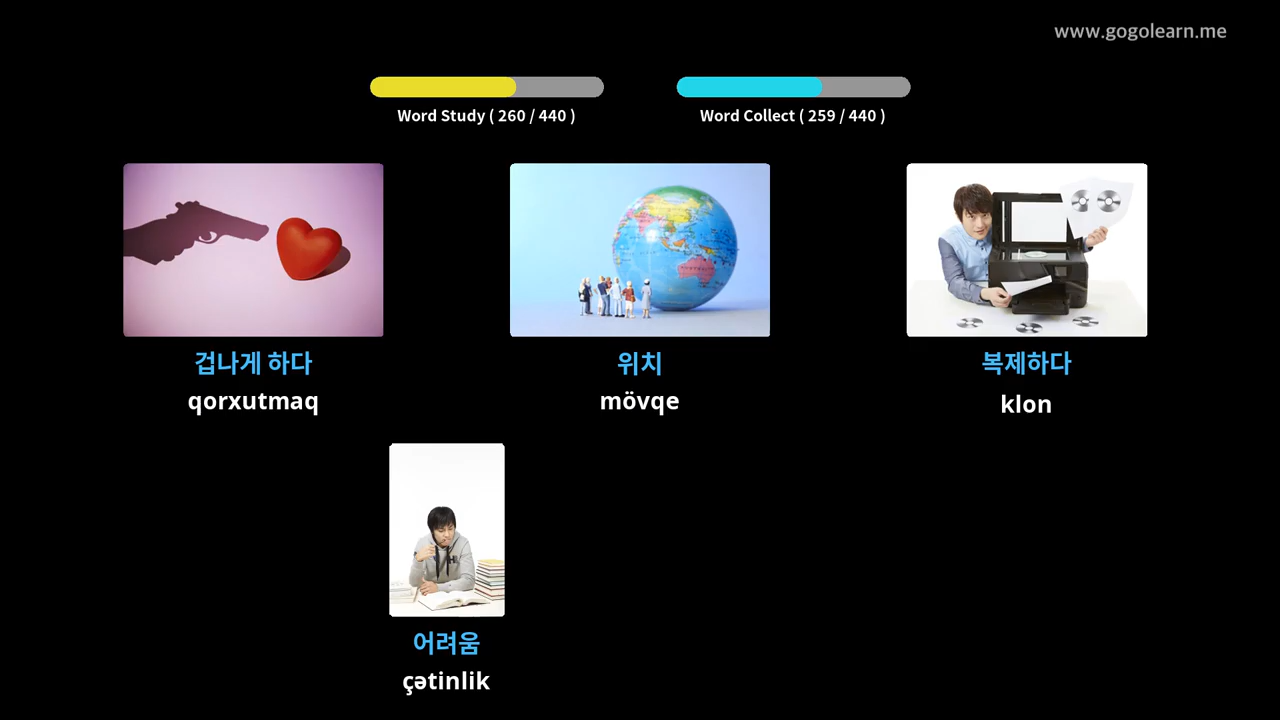 www.gogolearn.me
Word Study ( 260 / 440 )
Word Collect ( 259 / 440 )
겁나게 하다
qorxutmaq
위치
mövqe
복제하다
klon
어려움
çətinlik